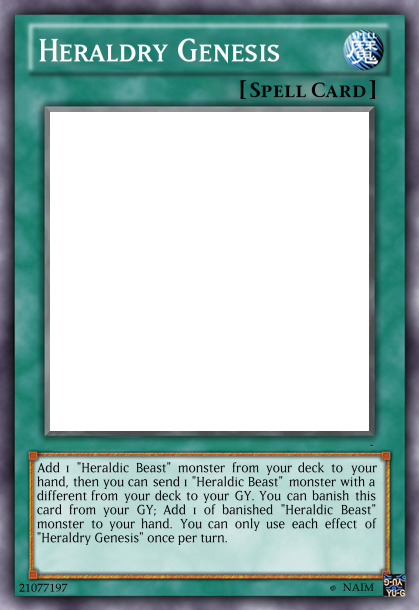 HERALDRY GENESIS
魔
[SPELL CARD]
Add 1 "Heraldic Beast" monster from your deck to your
hand, then you can send 1 "Heraldic Beast" monster with a
different from your deck to your GY. You can banish this
card from your GY; Add 1 of banished "Heraldic Beast"
monster to your hand. You can only use each effect of
"Heraldry Genesis" once per turn.
21077197
© NAIM
YU-G